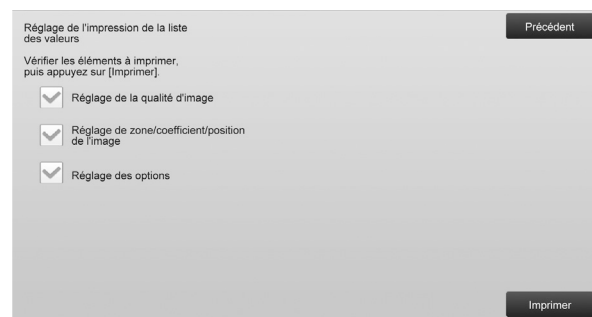 Réglage de l'impression de la liste
des valeurs
Précédent
Vérifier les éléments à imprimer,
puis appuyez sur [Imprimer].
Réglage de la qualité d'image
Réglage de zone/coefficient/position
de l'image
Réglage des options
Imprimer